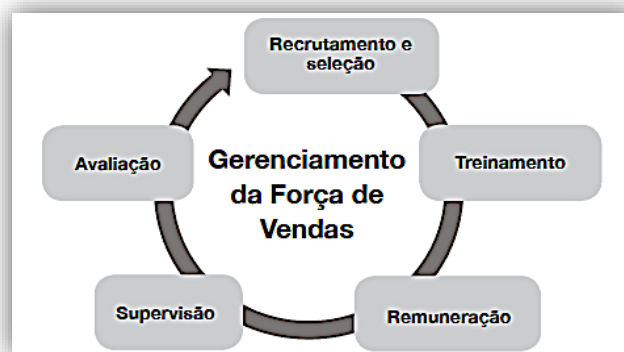 Recrutamento e
seleção
Avaliação
Gerenciamento
da Força de
Vendas
Treinamento
Supervisão
Remuneração